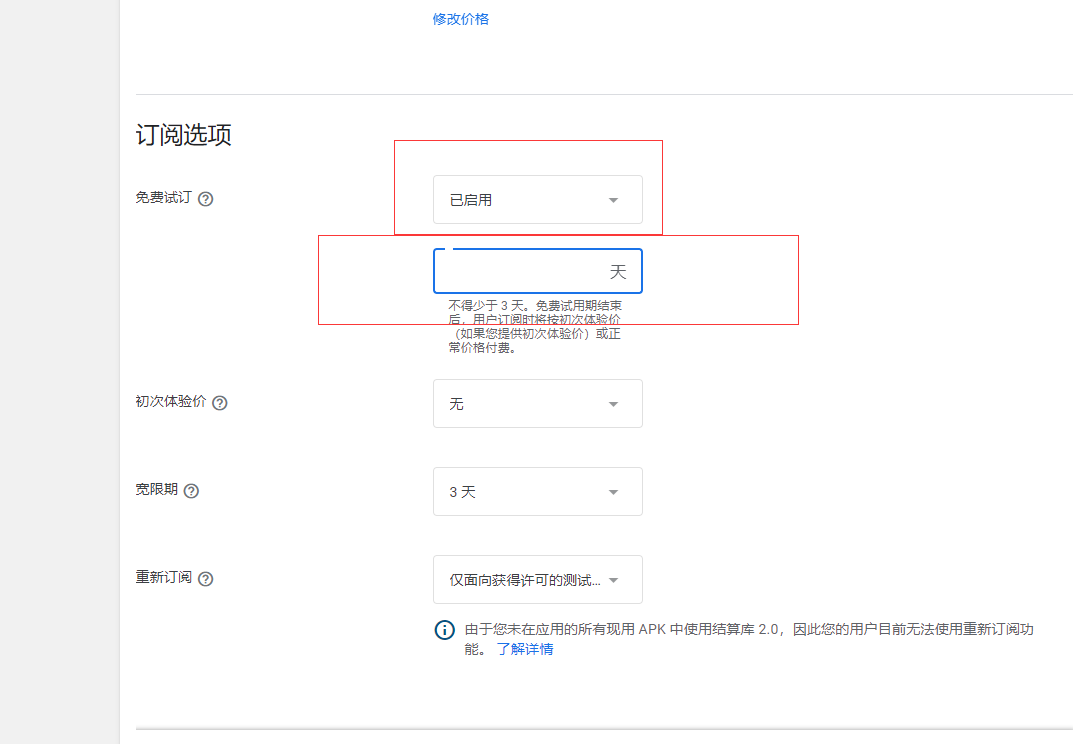 修改价格
订阅选项
免费试订
已启用
天
不得少于 3 天。免费试用期结束
后，用户订阅时将按初次体验价
（如果您提供初次体验价）或正
常价格付费。
初次体验价
无
宽限期
3 天
重新订阅
仅面向获得许可的测试...
由于您未在应用的所有现用 APK 中使用结算库 2.0，因此您的用户目前无法使用重新订阅功
能。 了解详情